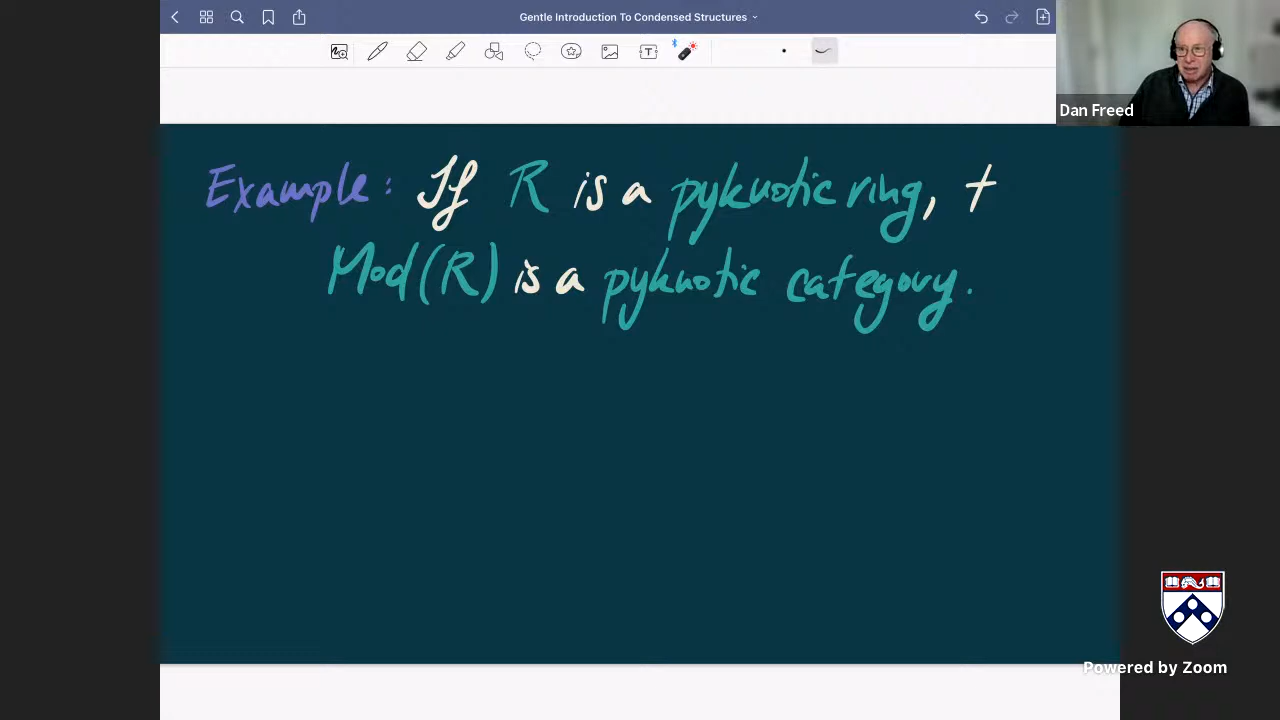 Gentle Introduction To Condensed Structures
Dan Freed
Example: If R is a pyknotic ring, t
Mod(R) is a pyknotic category.
Powered by Zoom